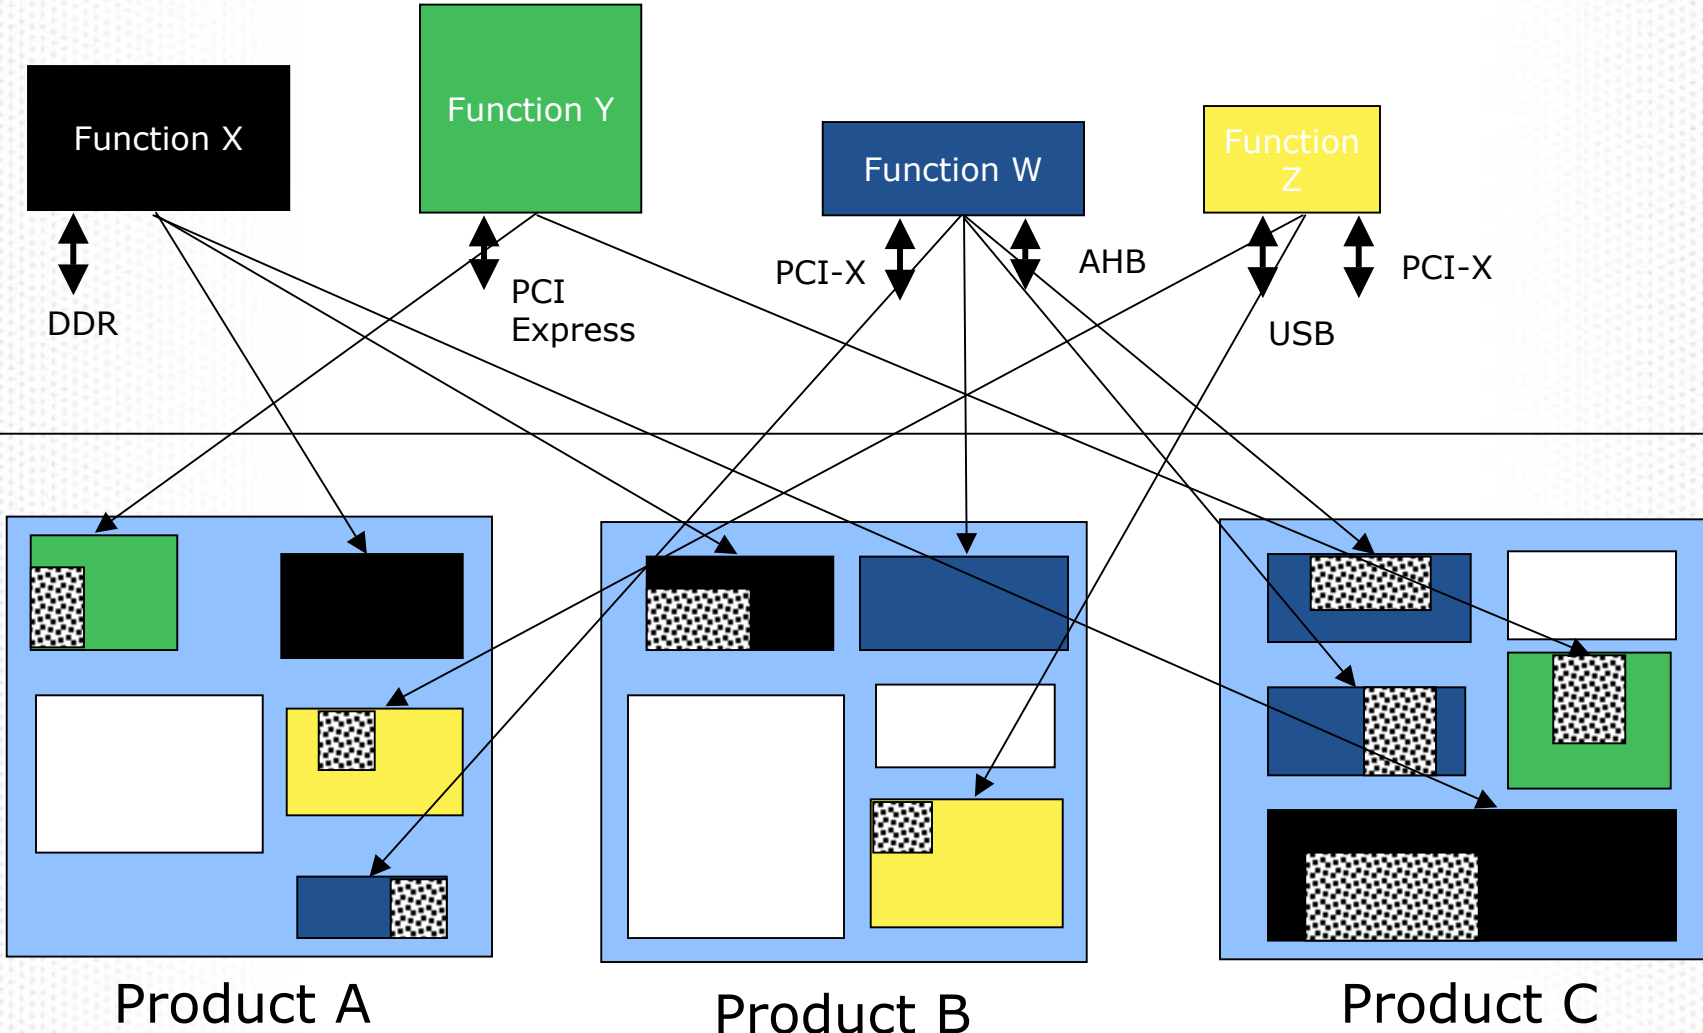 Function X
Function Y
Function W
Function
Z
DDR
PCI
Express
PCI-X
AHB
USB
PCI-X
Product A
Product B
Product C